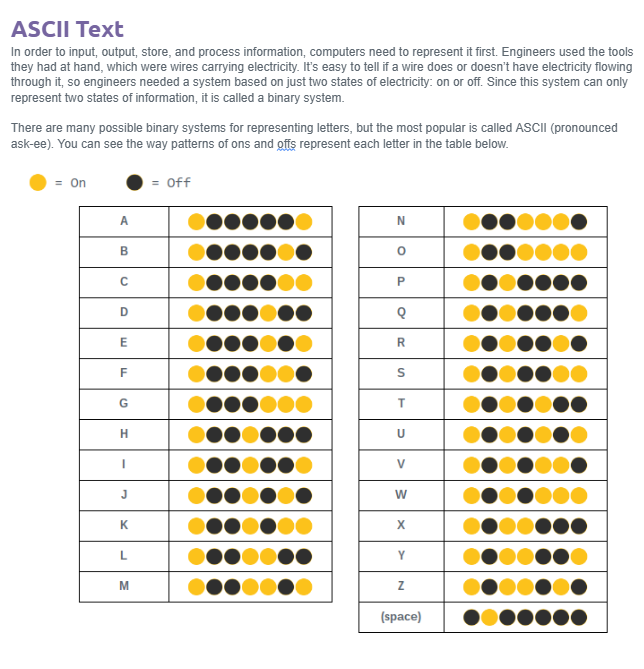 ASCII Text
In order to input, output, store, and process information, computers need to represent it first. Engineers used the tools
they had at hand, which were wires carrying electricity. It’s easy to tell if a wire does or doesn’t have electricity flowing
through it, so engineers needed a system based on just two states of electricity: on or off. Since this system can only
represent two states of information, it is called a binary system.
There are many possible binary systems for representing letters, but the most popular is called ASCII (pronounced
ask-ee). You can see the way patterns of ons and offs represent each letter in the table below.
= On = Off
A N
B O
C P
D Q
E R
F S
G T
H U
I V
J W
K X
L Y
M Z
(space)